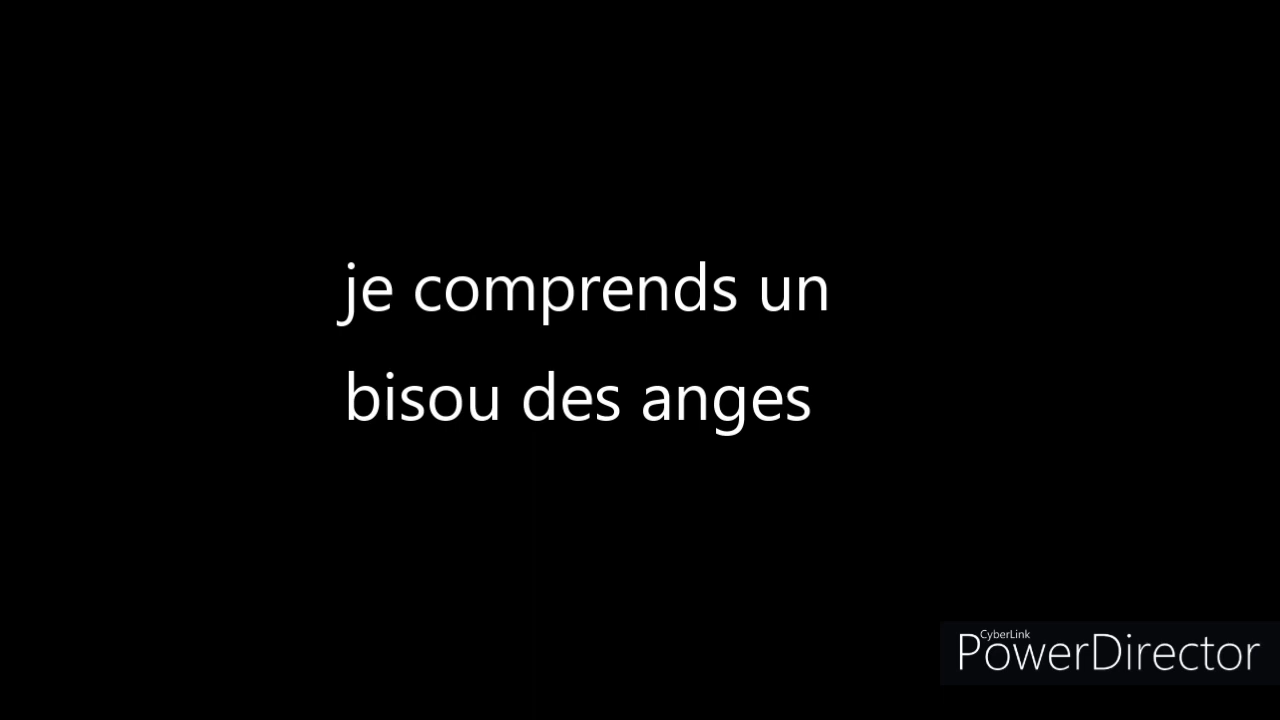 je comprends un
bisou des anges
CyberLink
PowerDirector